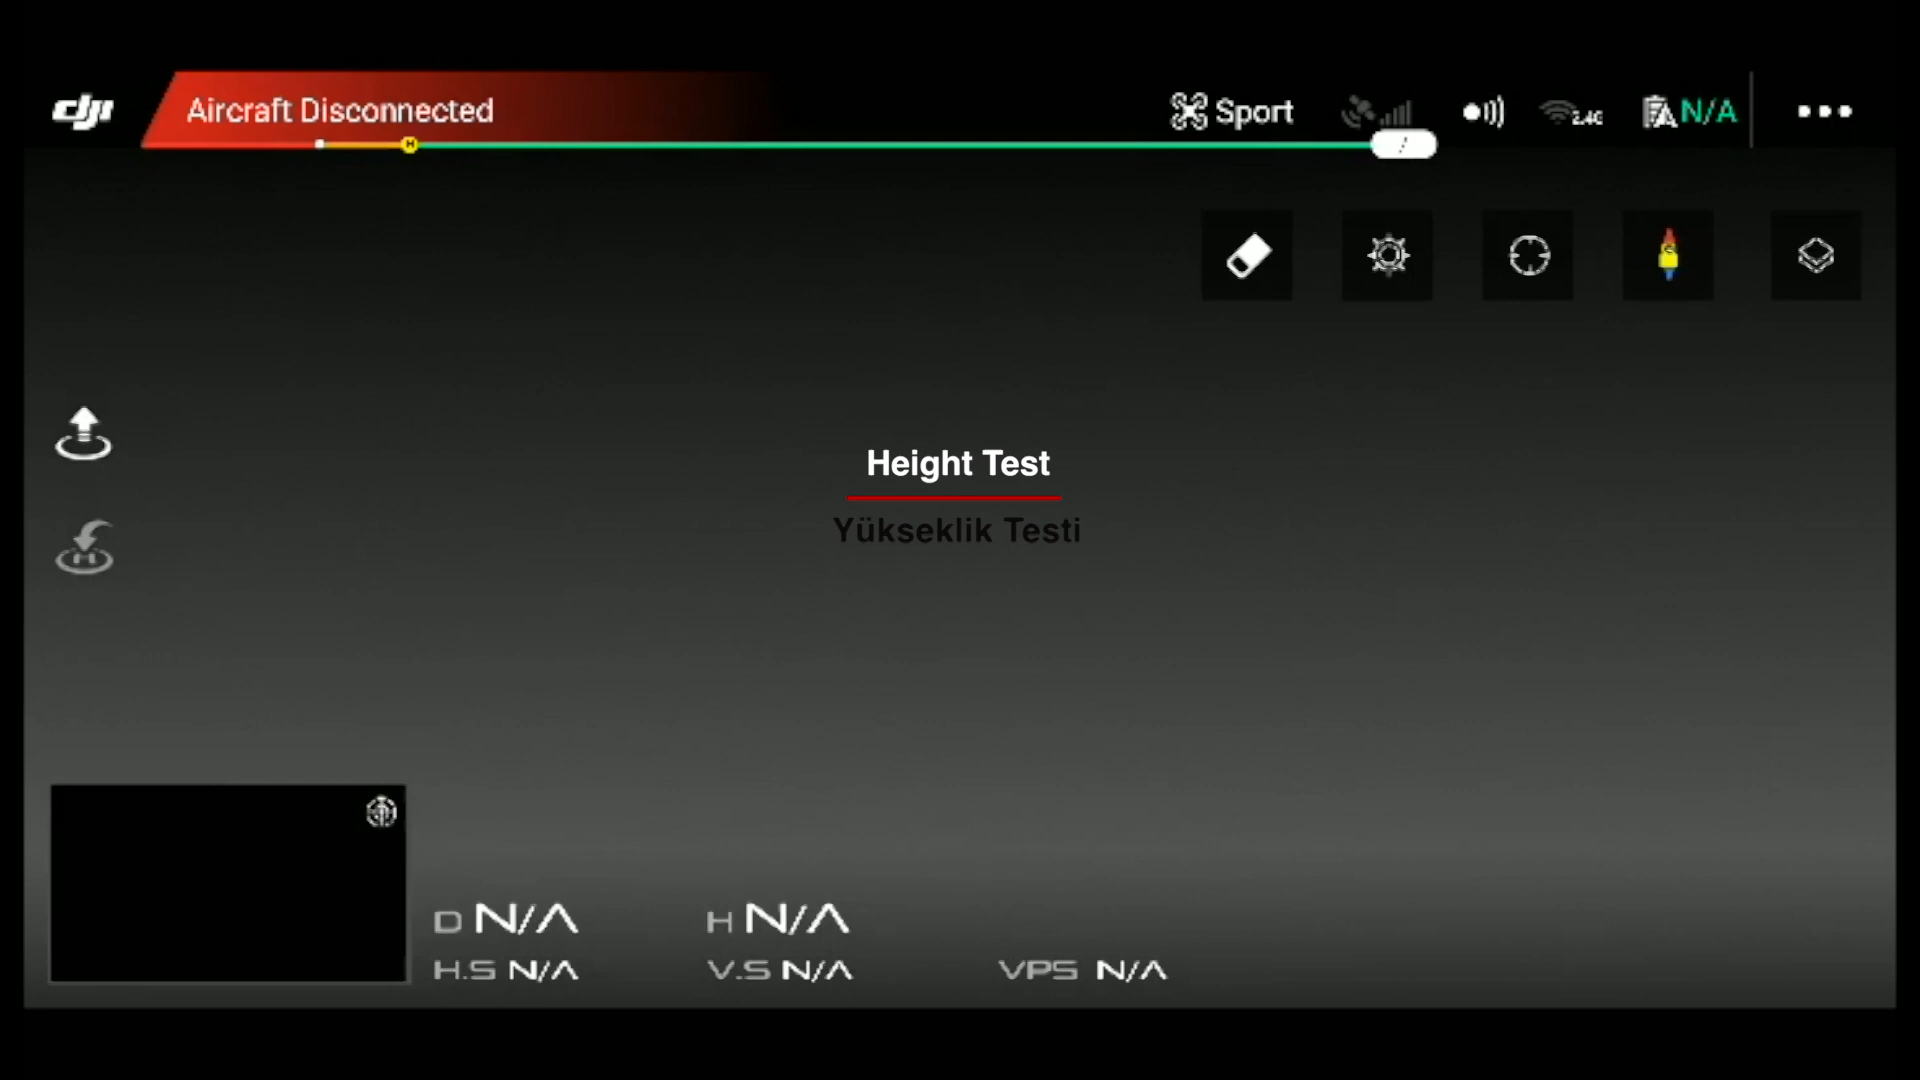 dji
Aircraft Disconnected
Sport
2.4G
N/A
H
Height Test
Yükseklik Testi
H
D N/A
H N/A
H.S N/A
V.S N/A
VPS N/A